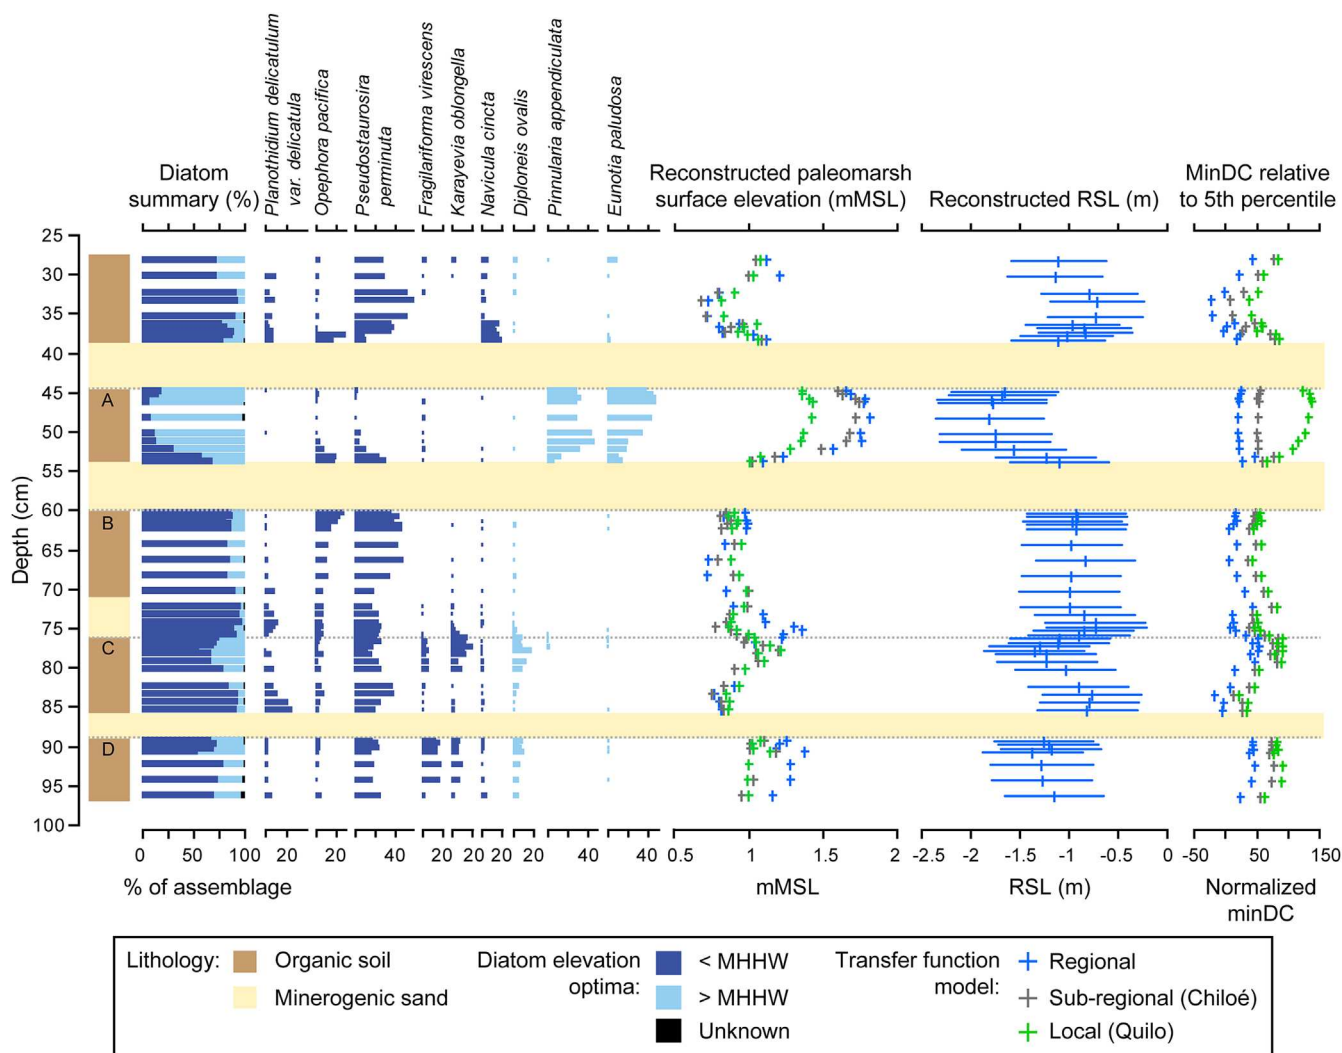 Planothidium delicatulum
var. delicatula
Opephora pacifica
Pseudostaurosira
perminuta
Fragilariforma virescens
Karayevia oblongella
Navicula cincta
Diploneis ovalis
Pinnularia appendiculata
Eunotia paludosa
Diatom
summary (%)
Reconstructed paleomarsh
surface elevation (mMSL)
Reconstructed RSL (m)
MinDC relative
to 5th percentile
Depth (cm)
25
30
35
40
45
50
55
60
65
70
75
80
85
90
95
100
A
B
C
D
0 50 100
20 20 40 20 20 20 20 40 40
0.5 1 1.5 2
-2.5 -2 -1.5 -1 -0.5 0
-50 50 150
% of assemblage
mMSL
RSL (m)
Normalized
minDC
Lithology:
Organic soil
Minerogenic sand
Diatom elevation
optima:
< MHHW
> MHHW
Unknown
Transfer function
model:
Regional
Sub-regional (Chiloé)
Local (Quilo)